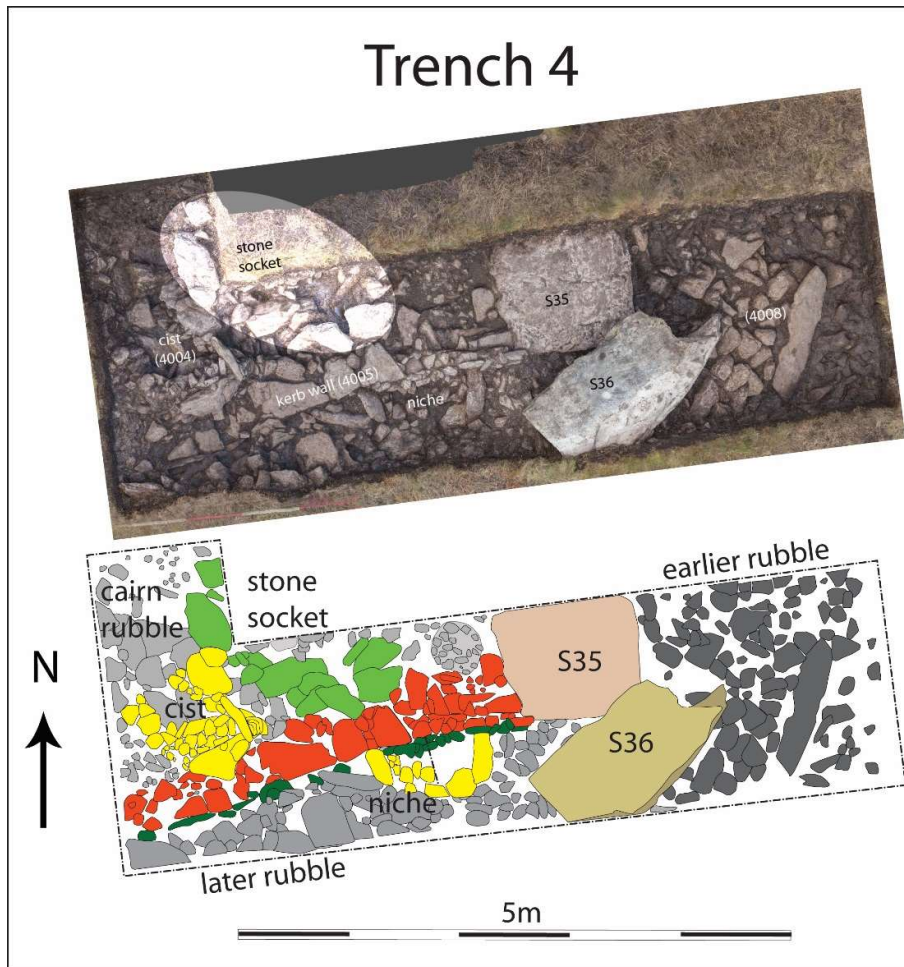 Trench 4
stone
socket
S35
(4008)
cist
(4004)
S36
kerb wall (4005)
niche
earlier rubble
cairn
rubble
stone
socket
N
S35
cist
S36
niche
later rubble
5m